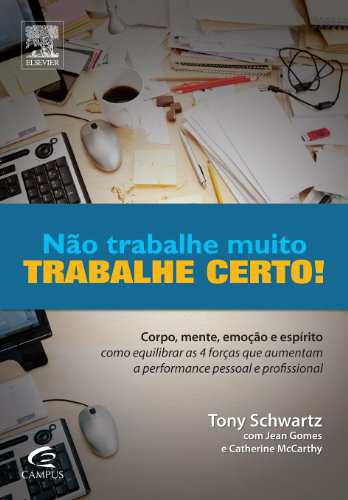 ELSEVIER
Não trabalhe muito
TRABALHE CERTO!
Corpo, mente, emoção e espírito
como equilibrar as 4 forças que aumentam
a performance pessoal e profissional
Tony Schwartz
com Jean Gomes
e Catherine McCarthy
CAMPUS